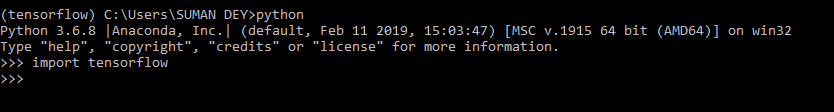 (tensorflow) C:\Users\SUMAN DEY>python
Python 3.6.8 |Anaconda, Inc.| (default, Feb 11 2019, 15:03:47) [MSC v.1915 64 bit (AMD64)] on win32
Type "help", "copyright", "credits" or "license" for more information.
>>> import tensorflow
>>>